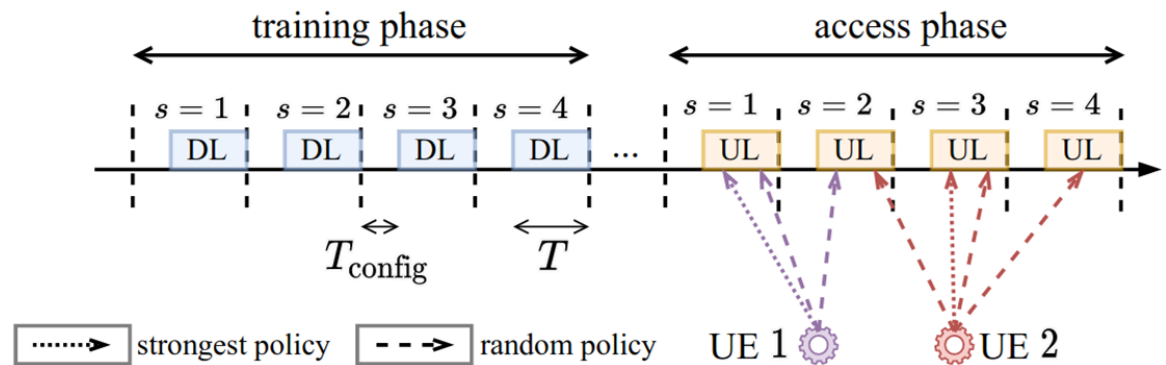 training phase access phase
s = 1 s = 2 s = 3 s = 4 s = 1 s = 2 s = 3 s = 4
DL DL DL DL ... UL UL UL UL
T_config T
strongest policy random policy UE 1 UE 2